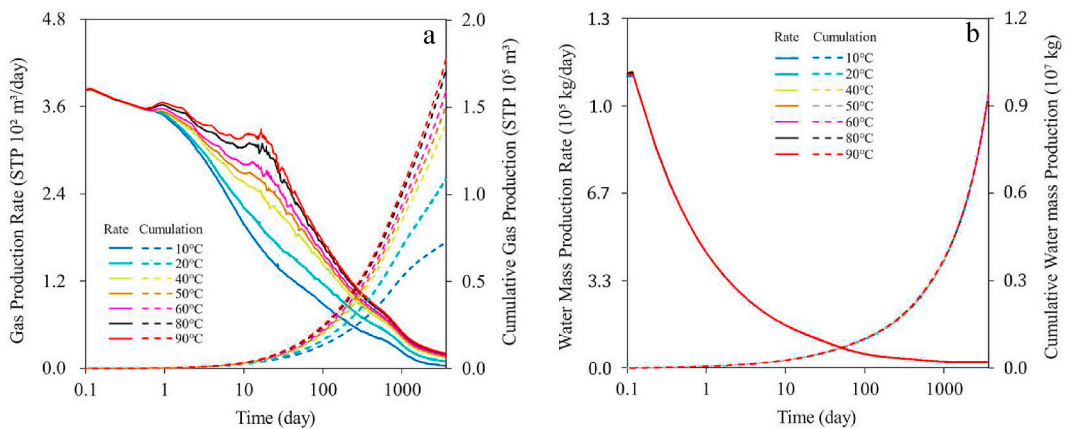 a
4.8
3.6
2.4
1.2
0.0
Gas Production Rate (STP 10² m³/day)
2.0
1.5
1.0
0.5
0.0
Cumulative Gas Production (STP 10⁵ m³)
Rate Cumulation
10°C
20°C
40°C
50°C
60°C
80°C
90°C
0.1 1 10 100 1000
Time (day)
b
1.3
1.0
6.7
3.3
0.0
Water Mass Production Rate (10⁵ kg/day)
1.2
0.9
0.6
0.3
0.0
Cumulative Water mass Production (10⁷ kg)
Rate Cumulation
10°C
20°C
40°C
50°C
60°C
80°C
90°C
0.1 1 10 100 1000
Time (day)